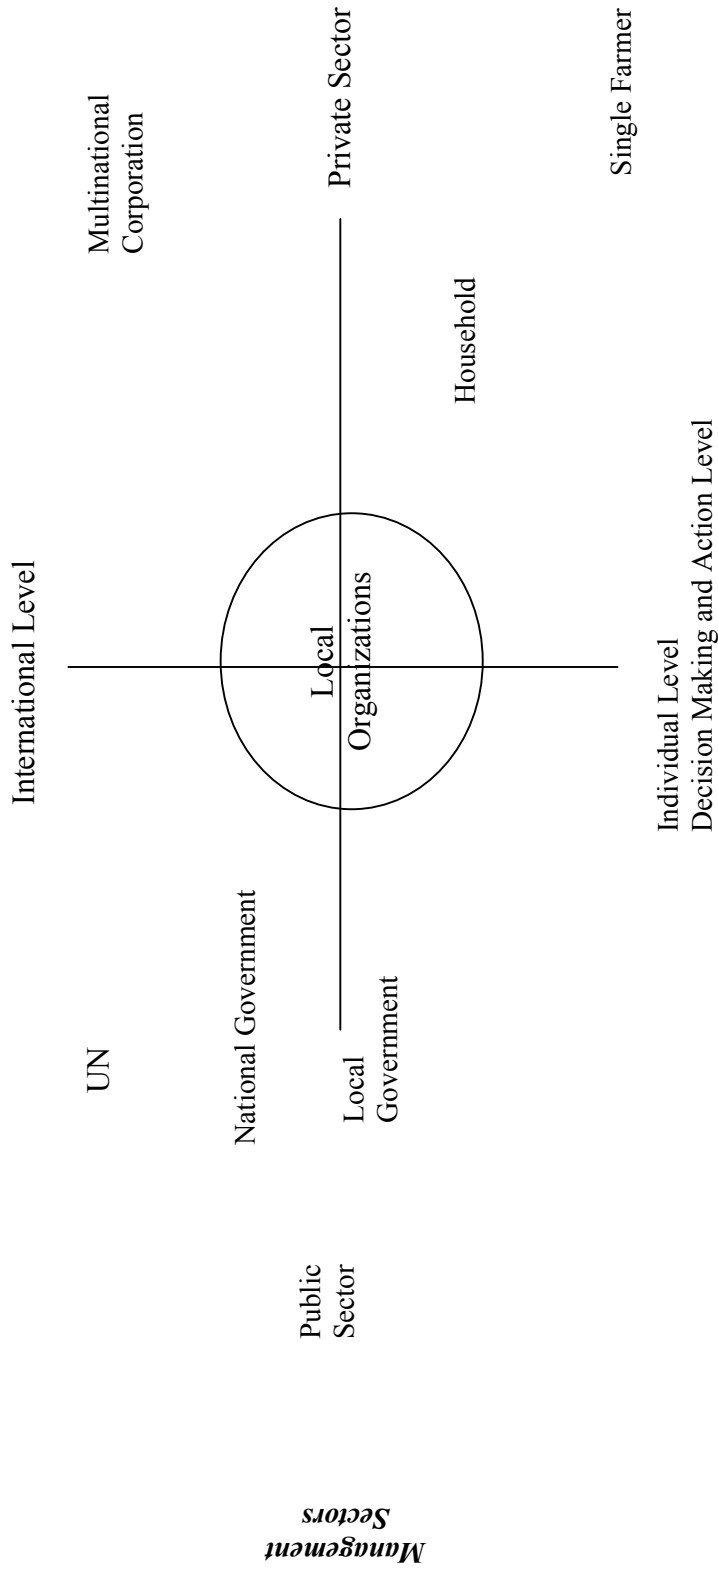 International Level
UN
Multinational
Corporation
National Government
Public
Sector
Local
Organizations
Private Sector
Local
Government
Household
Single Farmer
Individual Level
Decision Making and Action Level
Management
Sectors